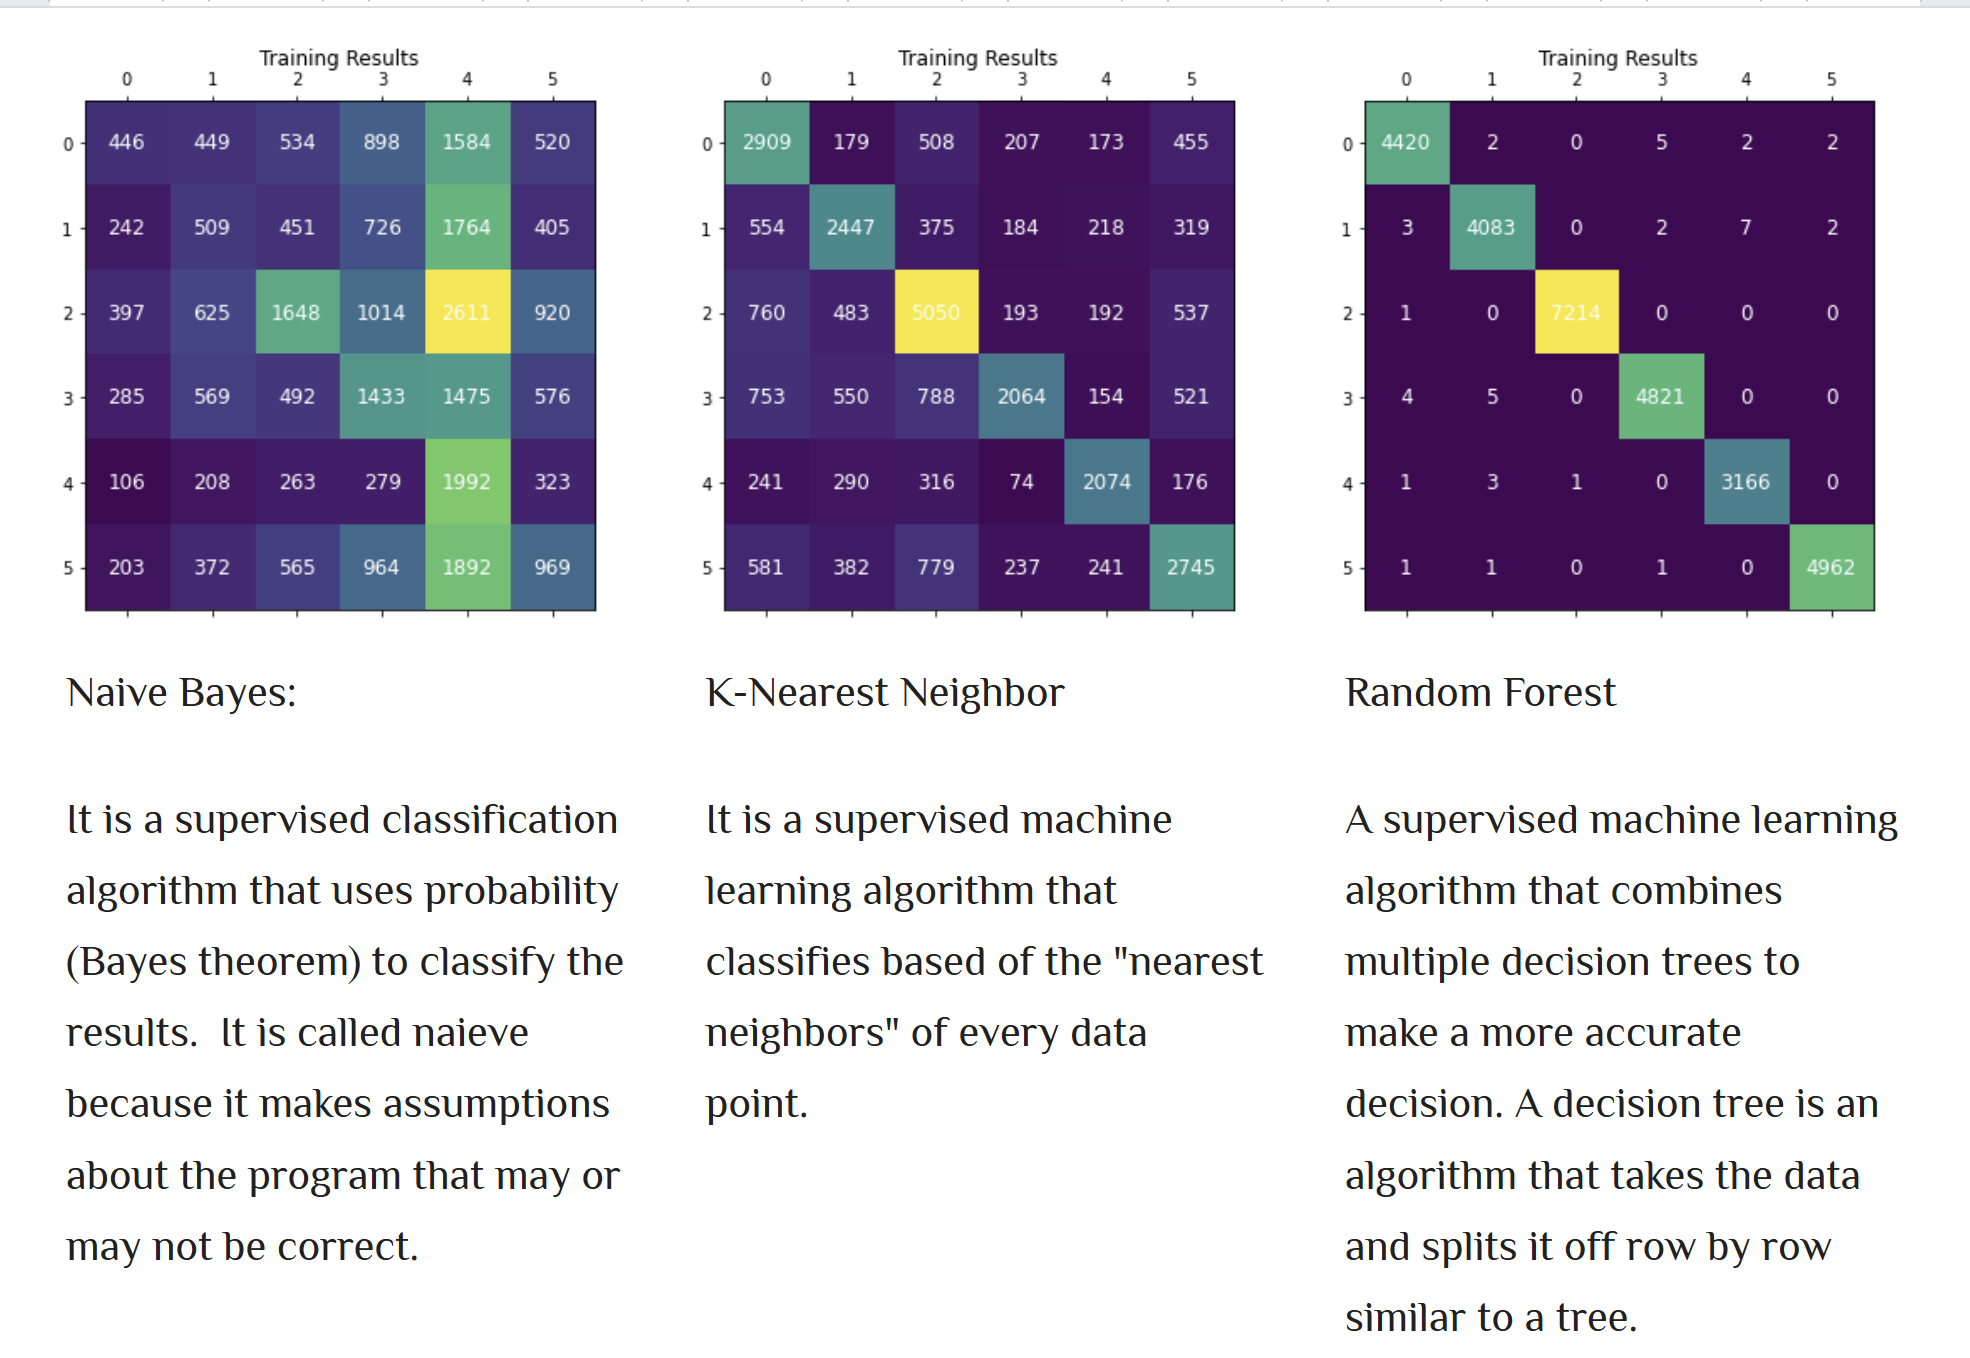 Training Results
0 1 2 3 4 5
0 446 449 534 898 1584 520
1 242 509 451 726 1764 405
2 397 625 1648 1014 2611 920
3 285 569 492 1433 1475 576
4 106 208 263 279 1992 323
5 203 372 565 964 1892 969
Naive Bayes:
It is a supervised classification
algorithm that uses probability
(Bayes theorem) to classify the
results.  It is called naieve
because it makes assumptions
about the program that may or
may not be correct.
Training Results
0 1 2 3 4 5
0 2909 179 508 207 173 455
1 554 2447 375 184 218 319
2 760 483 5050 193 192 537
3 753 550 788 2064 154 521
4 241 290 316 74 2074 176
5 581 382 779 237 241 2745
K-Nearest Neighbor
It is a supervised machine
learning algorithm that
classifies based of the "nearest
neighbors" of every data
point.
Training Results
0 1 2 3 4 5
0 4420 2 0 5 2 2
1 3 4083 0 2 7 2
2 1 0 7214 0 0 0
3 4 5 0 4821 0 0
4 1 3 1 0 3166 0
5 1 1 0 1 0 4962
Random Forest
A supervised machine learning
algorithm that combines
multiple decision trees to
make a more accurate
decision. A decision tree is an
algorithm that takes the data
and splits it off row by row
similar to a tree.